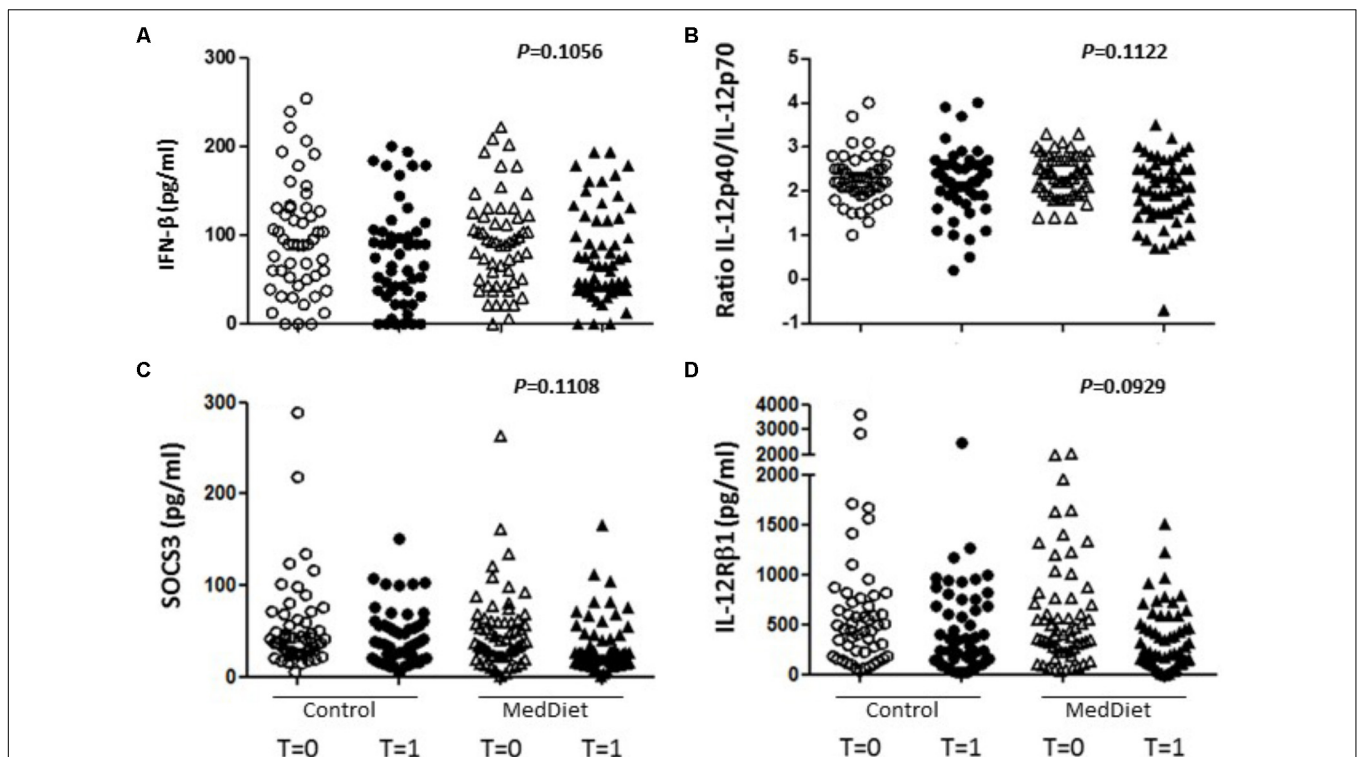 A
P=0.1056
IFN-β (pg/ml)
300
200
100
0
B
P=0.1122
Ratio IL-12p40/IL-12p70
5
4
3
2
1
0
-1
C
P=0.1108
SOCS3 (pg/ml)
300
200
100
0
Control MedDiet
T=0 T=1 T=0 T=1
D
P=0.0929
IL-12Rβ1 (pg/ml)
4000
3000
2000
2000
1500
1000
500
0
Control MedDiet
T=0 T=1 T=0 T=1